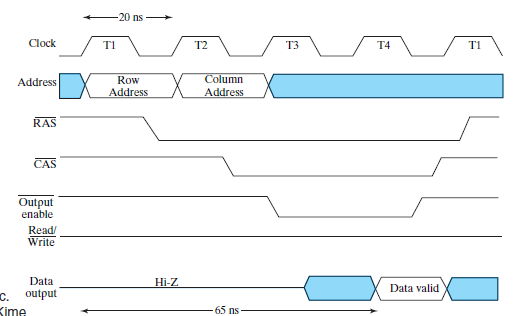 20 ns
Clock T1 T2 T3 T4 T1
Address Row Address Column Address
RAS
CAS
Output
enable
Read/
Write
Data
output Hi-Z Data valid
c.
Kime 65 ns